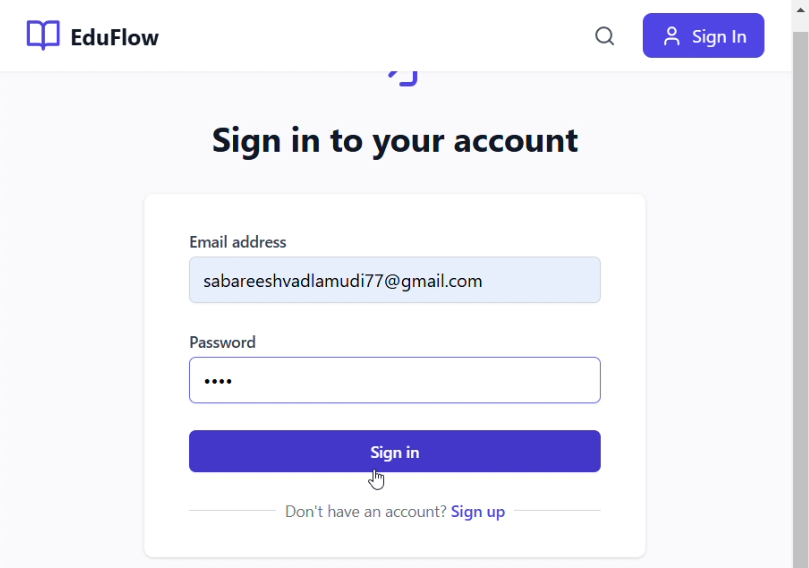 EduFlow
Sign In
Sign in to your account
Email address
sabareeshvadlamudi77@gmail.com
Password
••••
Sign in
Don't have an account? Sign up